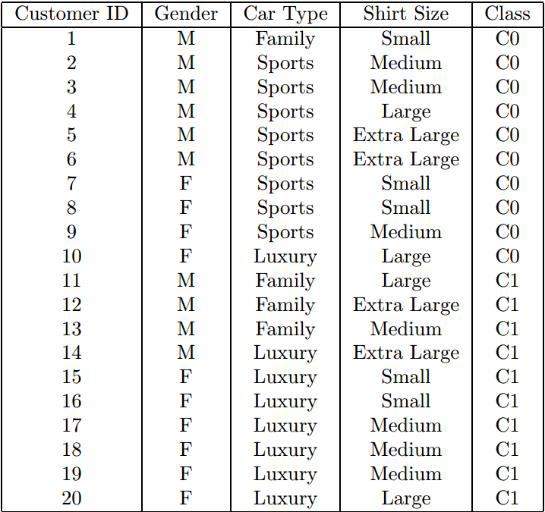 Customer ID Gender Car Type Shirt Size Class
1 M Family Small C0
2 M Sports Medium C0
3 M Sports Medium C0
4 M Sports Large C0
5 M Sports Extra Large C0
6 M Sports Extra Large C0
7 F Sports Small C0
8 F Sports Small C0
9 F Sports Medium C0
10 F Luxury Large C0
11 M Family Large C1
12 M Family Extra Large C1
13 M Family Medium C1
14 M Luxury Extra Large C1
15 F Luxury Small C1
16 F Luxury Small C1
17 F Luxury Medium C1
18 F Luxury Medium C1
19 F Luxury Medium C1
20 F Luxury Large C1